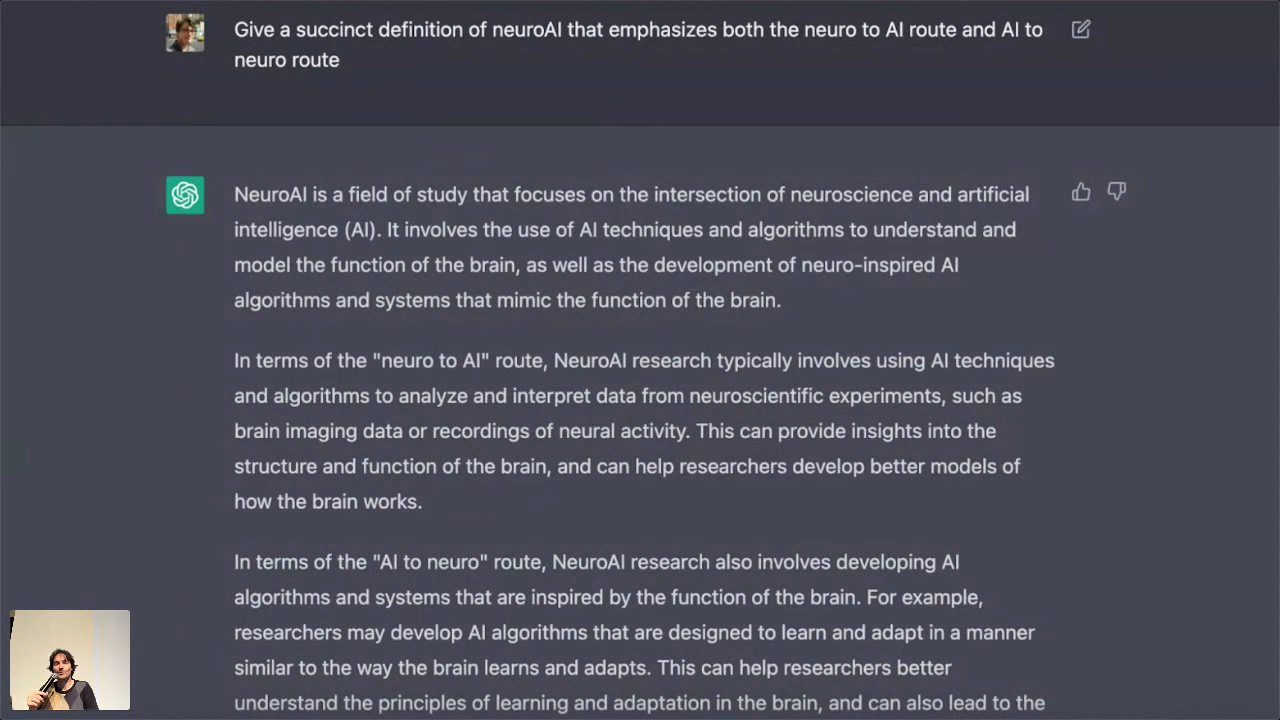 Give a succinct definition of neuroAI that emphasizes both the neuro to AI route and AI to
neuro route
NeuroAI is a field of study that focuses on the intersection of neuroscience and artificial
intelligence (AI). It involves the use of AI techniques and algorithms to understand and
model the function of the brain, as well as the development of neuro-inspired AI
algorithms and systems that mimic the function of the brain.
In terms of the "neuro to AI" route, NeuroAI research typically involves using AI techniques
and algorithms to analyze and interpret data from neuroscientific experiments, such as
brain imaging data or recordings of neural activity. This can provide insights into the
structure and function of the brain, and can help researchers develop better models of
how the brain works.
In terms of the "AI to neuro" route, NeuroAI research also involves developing AI
algorithms and systems that are inspired by the function of the brain. For example,
researchers may develop AI algorithms that are designed to learn and adapt in a manner
similar to the way the brain learns and adapts. This can help researchers better
understand the principles of learning and adaptation in the brain, and can also lead to the